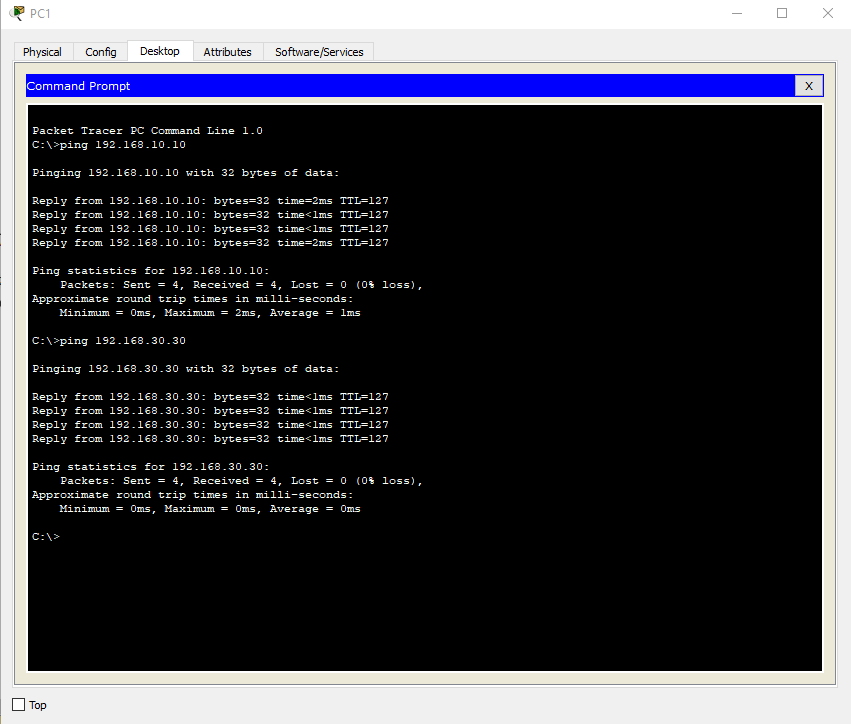 PC1
Physical Config Desktop Attributes Software/Services
Command Prompt X
Packet Tracer PC Command Line 1.0
C:\>ping 192.168.10.10
Pinging 192.168.10.10 with 32 bytes of data:
Reply from 192.168.10.10: bytes=32 time=2ms TTL=127
Reply from 192.168.10.10: bytes=32 time<1ms TTL=127
Reply from 192.168.10.10: bytes=32 time<1ms TTL=127
Reply from 192.168.10.10: bytes=32 time=2ms TTL=127
Ping statistics for 192.168.10.10:
    Packets: Sent = 4, Received = 4, Lost = 0 (0% loss),
Approximate round trip times in milli-seconds:
    Minimum = 0ms, Maximum = 2ms, Average = 1ms
C:\>ping 192.168.30.30
Pinging 192.168.30.30 with 32 bytes of data:
Reply from 192.168.30.30: bytes=32 time<1ms TTL=127
Reply from 192.168.30.30: bytes=32 time<1ms TTL=127
Reply from 192.168.30.30: bytes=32 time<1ms TTL=127
Reply from 192.168.30.30: bytes=32 time<1ms TTL=127
Ping statistics for 192.168.30.30:
    Packets: Sent = 4, Received = 4, Lost = 0 (0% loss),
Approximate round trip times in milli-seconds:
    Minimum = 0ms, Maximum = 0ms, Average = 0ms
C:\>
Top